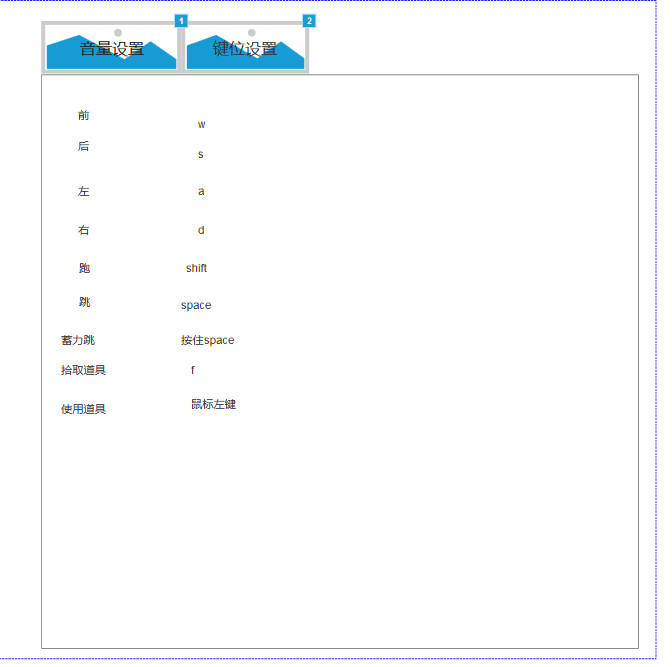 1 2
音量设置 键位设置
前 w
后 s
左 a
右 d
跑 shift
跳 space
蓄力跳 按住space
拾取道具 f
使用道具 鼠标左键